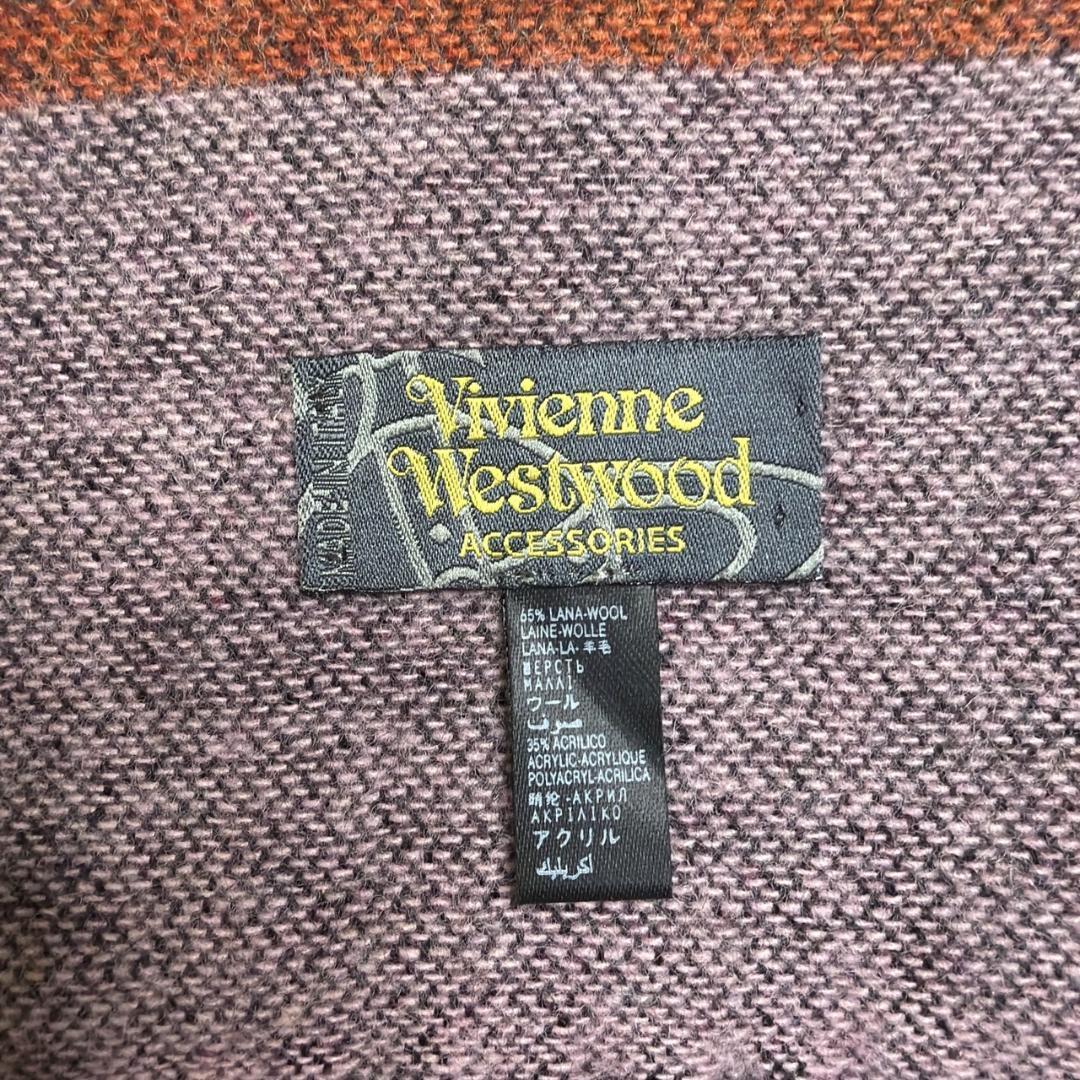 MADE IN ITALY
Vivienne
Westwood
ACCESSORIES
65% LANA-WOOL
LAINE-WOLLE
LANA-LA-羊毛
ШЕРСТЬ
ΜΑΛΛΙ
ウール
صوف
35% ACRILICO
ACRYLIC-ACRYLIQUE
POLYACRYL-ACRILICA
腈纶-АКРИЛ
ΑΚΡΙΛΙΚΟ
アクリル
اكريليك